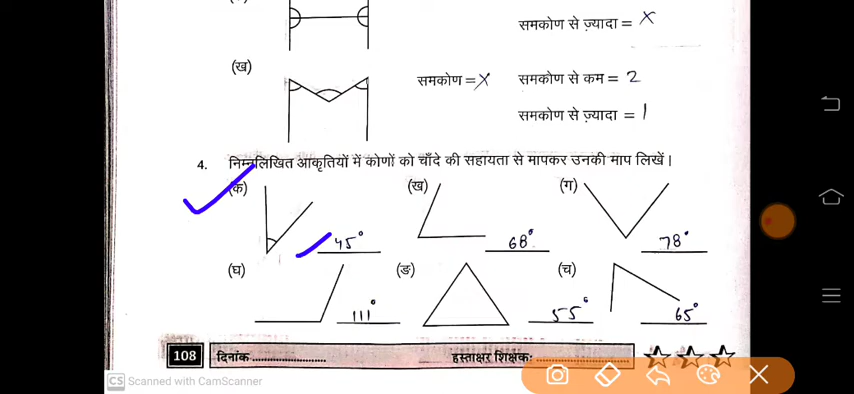 समकोण से ज़्यादा = X
(ख)
समकोण = X समकोण से कम = 2
समकोण से ज़्यादा = 1
4. निम्नलिखित आकृतियों में कोणों को चाँदे की सहायता से मापकर उनकी माप लिखें।
(क) (ख) (ग)
45° 68° 78°
(घ) (ङ) (च)
111° 55° 65°
108 दिनांक ........................ हस्ताक्षर शिक्षक: ........................
CS Scanned with CamScanner